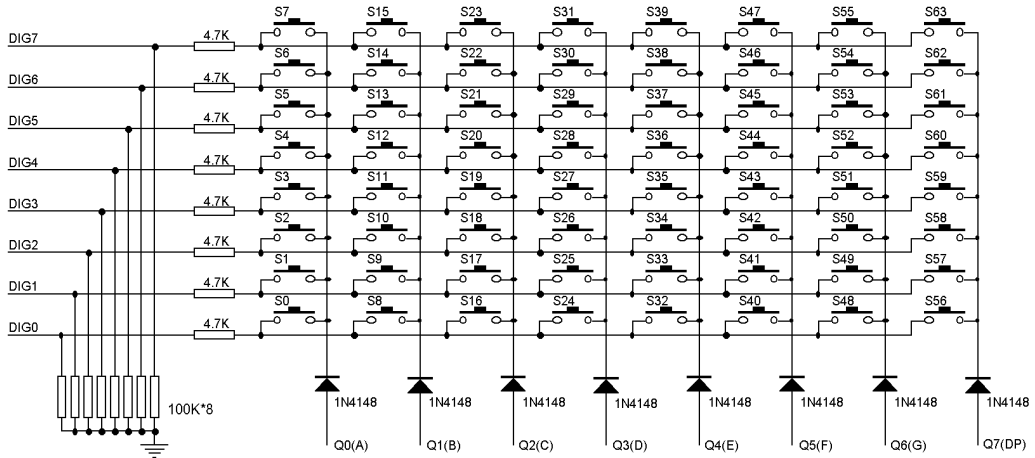 S7 S15 S23 S31 S39 S47 S55 S63
DIG7 4.7K
S6 S14 S22 S30 S38 S46 S54 S62
DIG6 4.7K
S5 S13 S21 S29 S37 S45 S53 S61
DIG5 4.7K
S4 S12 S20 S28 S36 S44 S52 S60
DIG4 4.7K
S3 S11 S19 S27 S35 S43 S51 S59
DIG3 4.7K
S2 S10 S18 S26 S34 S42 S50 S58
DIG2 4.7K
S1 S9 S17 S25 S33 S41 S49 S57
DIG1 4.7K
S0 S8 S16 S24 S32 S40 S48 S56
DIG0 4.7K
100K*8
1N4148 1N4148 1N4148 1N4148 1N4148 1N4148 1N4148 1N4148
Q0(A) Q1(B) Q2(C) Q3(D) Q4(E) Q5(F) Q6(G) Q7(DP)